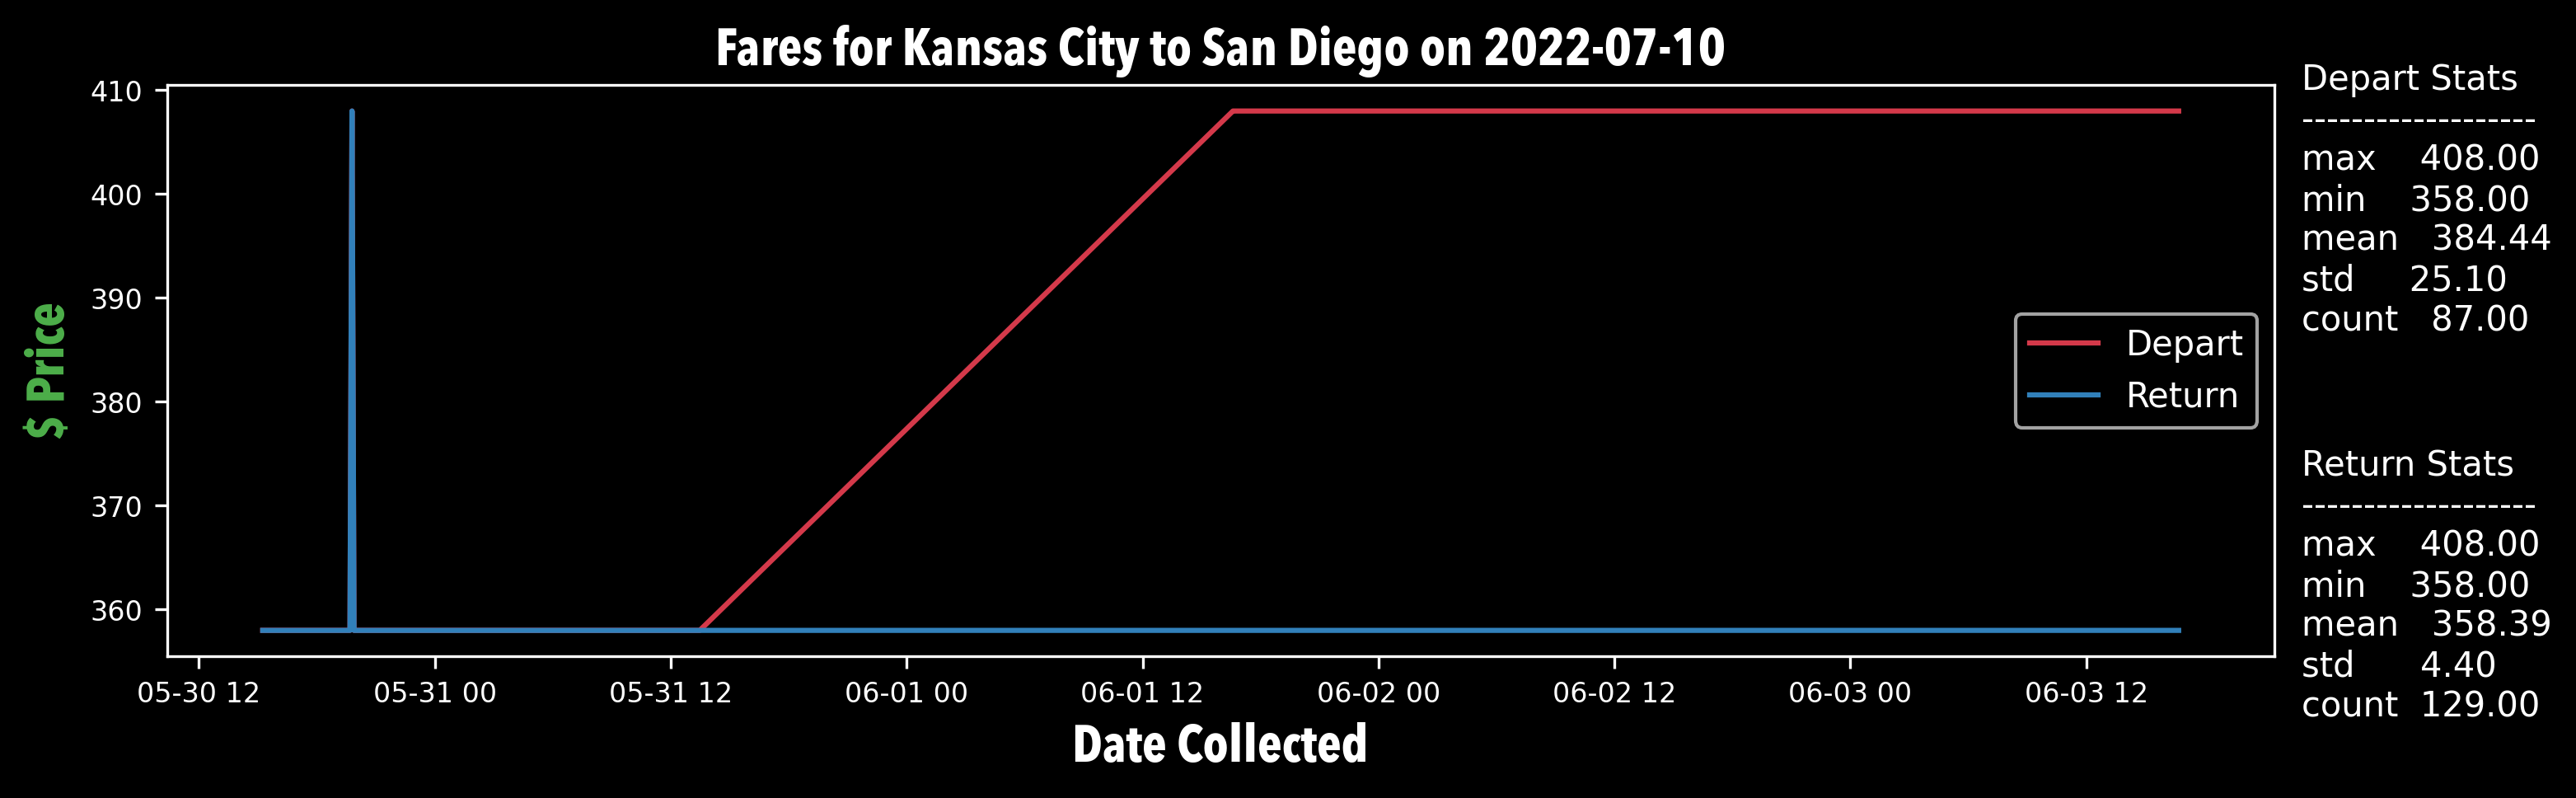 Fares for Kansas City to San Diego on 2022-07-10
410
400
390
380
370
360
$ Price
05-30 12
05-31 00
05-31 12
06-01 00
06-01 12
06-02 00
06-02 12
06-03 00
06-03 12
Date Collected
Depart
Return
Depart Stats
-------------------
max 408.00
min 358.00
mean 384.44
std 25.10
count 87.00
Return Stats
-------------------
max 408.00
min 358.00
mean 358.39
std 4.40
count 129.00